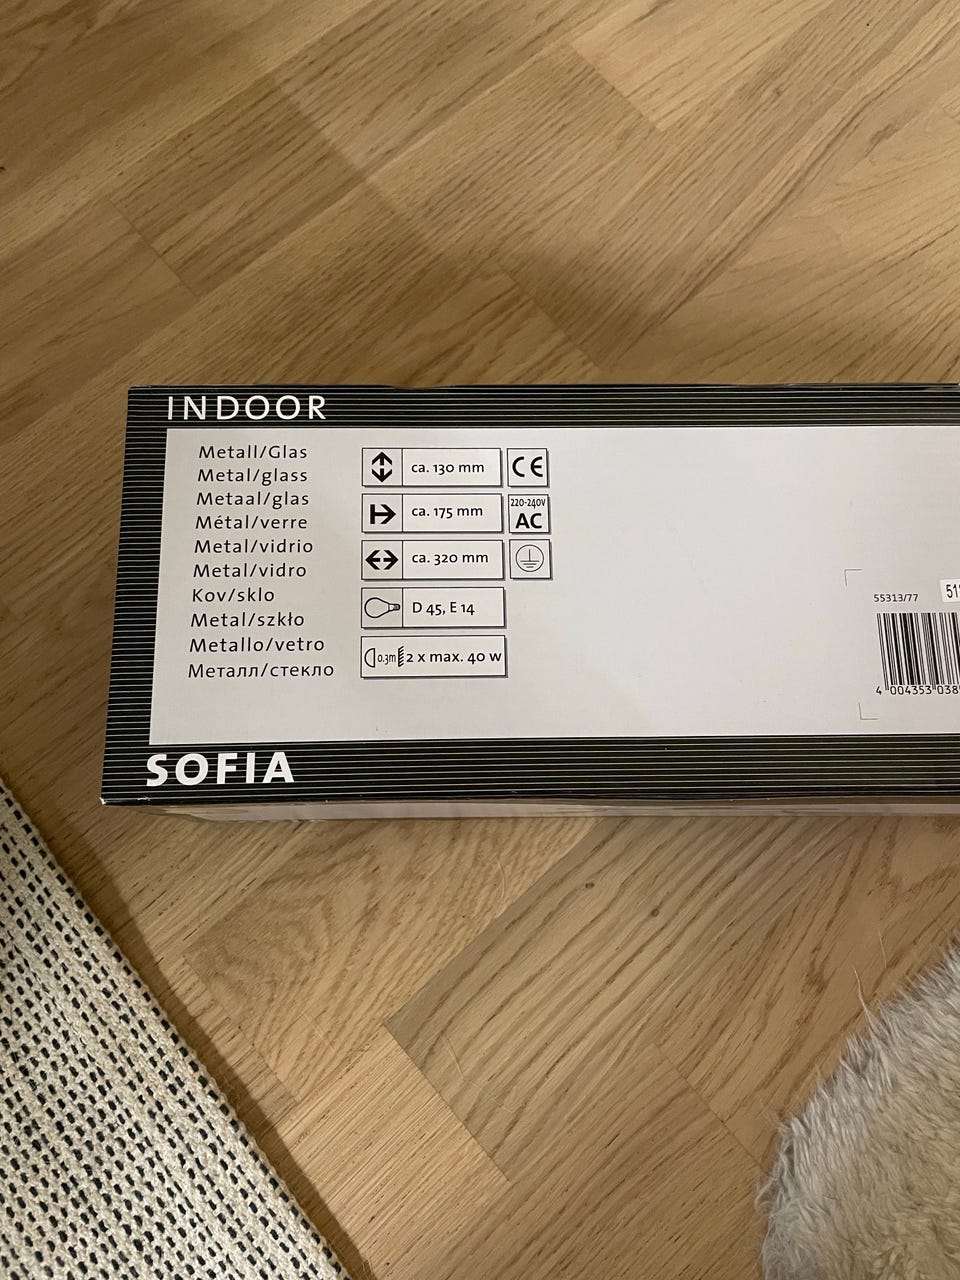 INDOOR
Metall/Glas
Metal/glass
Metaal/glas
Métal/verre
Metal/vidrio
Metal/vidro
Kov/sklo
Metal/szkło
Metallo/vetro
Металл/стекло
ca. 130 mm
CE
ca. 175 mm
220-240V
AC
ca. 320 mm
D 45, E 14
0.3m 2 x max. 40 w
55313/77
4 004353 038
SOFIA